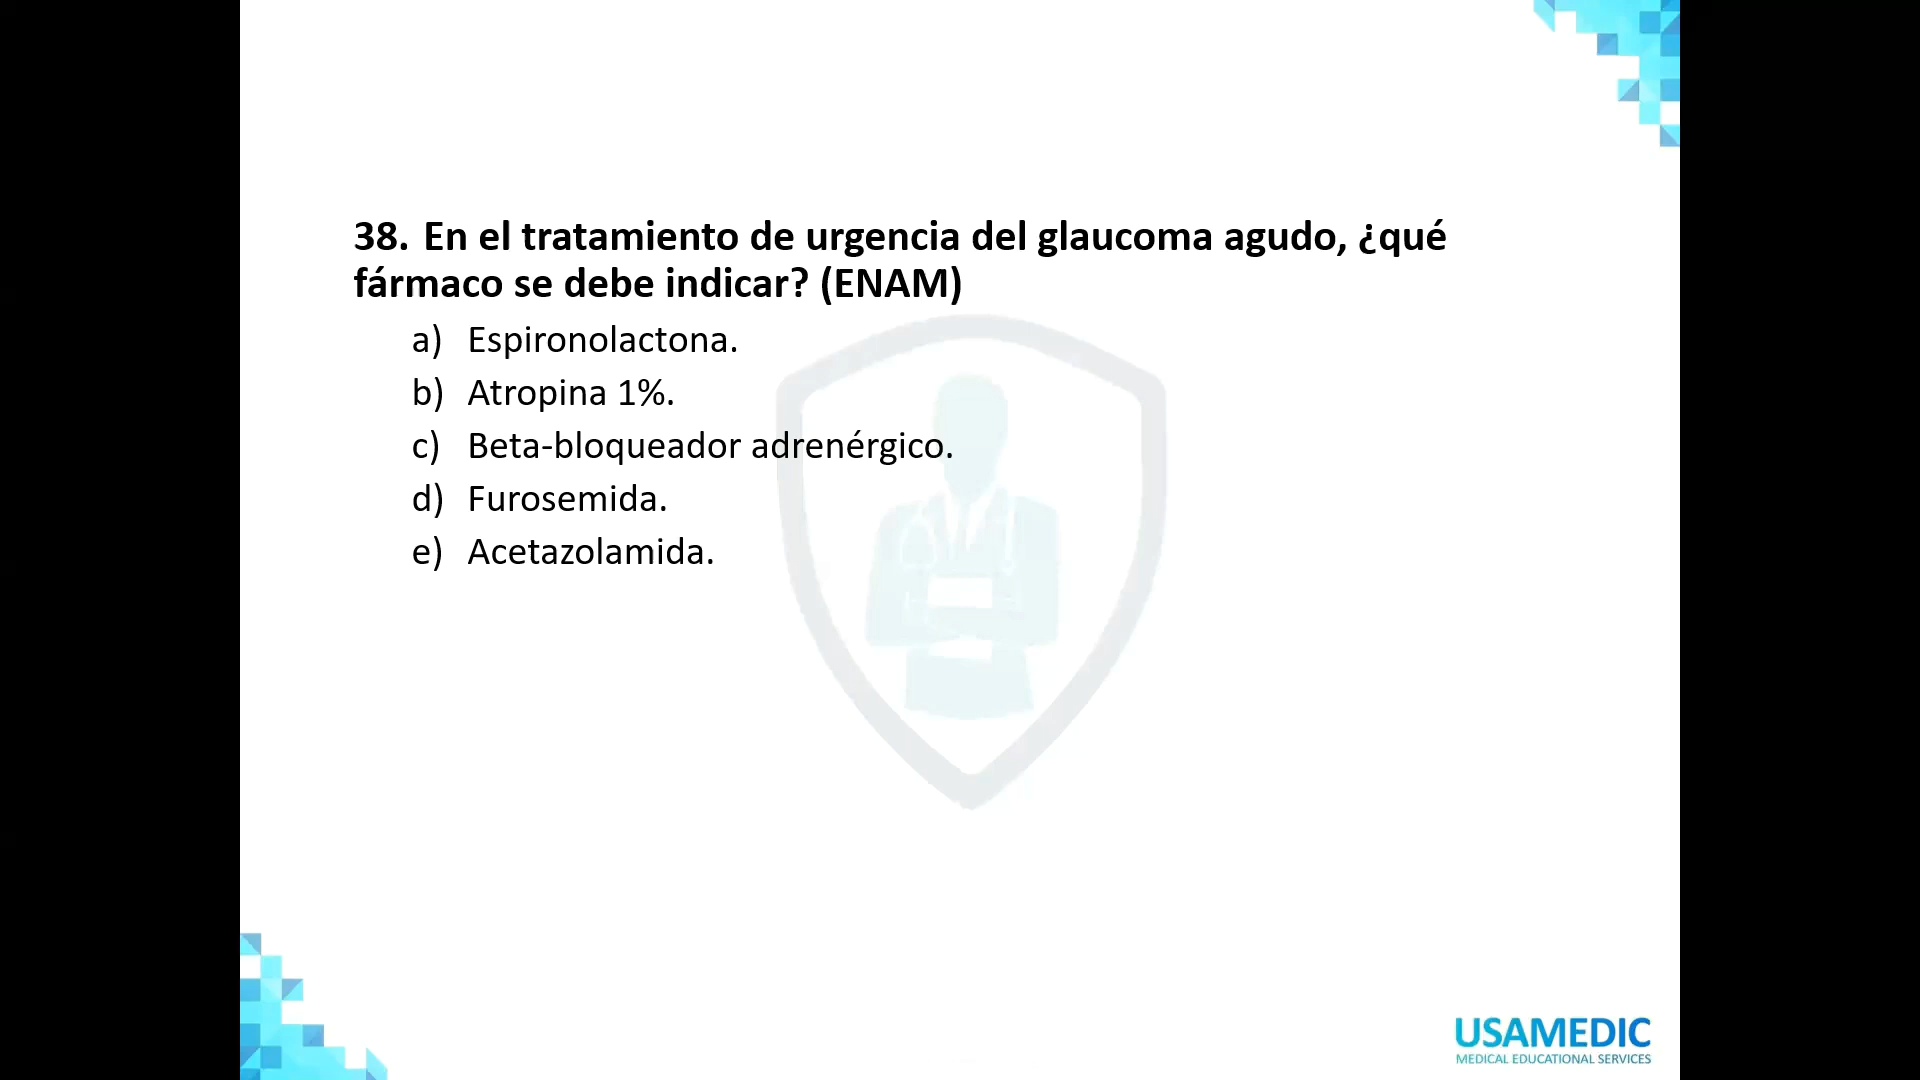 38. En el tratamiento de urgencia del glaucoma agudo, ¿qué
fármaco se debe indicar? (ENAM)
a) Espironolactona.
b) Atropina 1%.
c) Beta-bloqueador adrenérgico.
d) Furosemida.
e) Acetazolamida.
USAMEDIC
MEDICAL EDUCATIONAL SERVICES